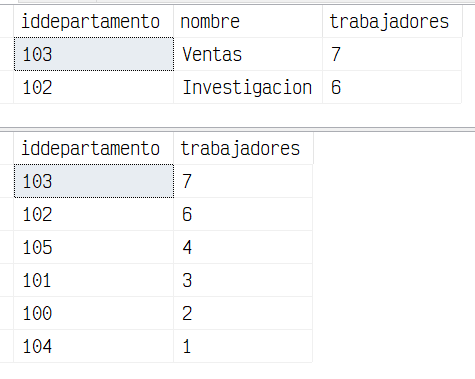 iddepartamento nombre trabajadores
103 Ventas 7
102 Investigacion 6
iddepartamento trabajadores
103 7
102 6
105 4
101 3
100 2
104 1